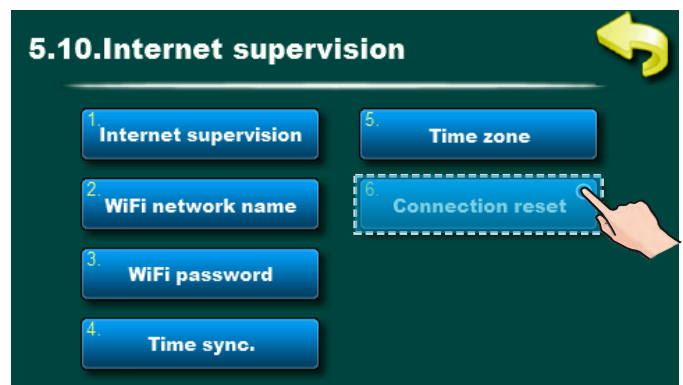 5.10.Internet supervision
1.
Internet supervision
2.
WiFi network name
3.
WiFi password
4.
Time sync.
5.
Time zone
6.
Connection reset